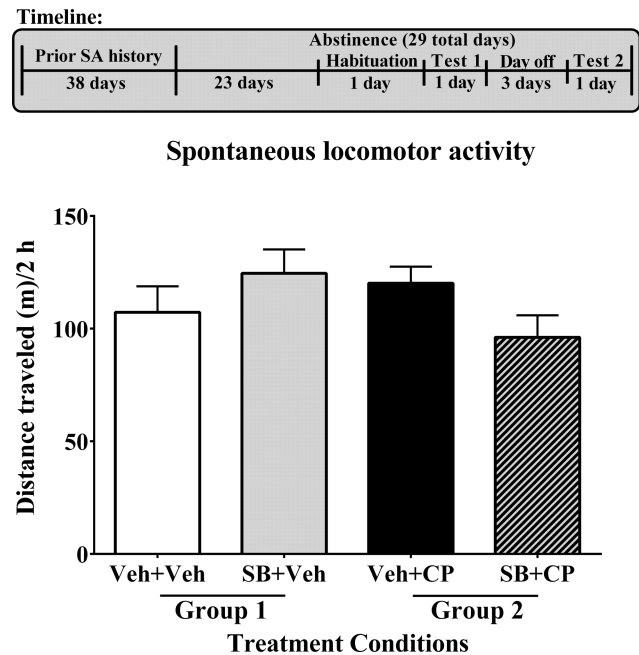 Timeline:
Abstinence (29 total days)
Prior SA history
Habituation Test 1 Day off Test 2
38 days 23 days 1 day 1 day 3 days 1 day
Spontaneous locomotor activity
Distance traveled (m)/2 h
150
100
50
0
Veh+Veh SB+Veh Veh+CP SB+CP
Group 1 Group 2
Treatment Conditions